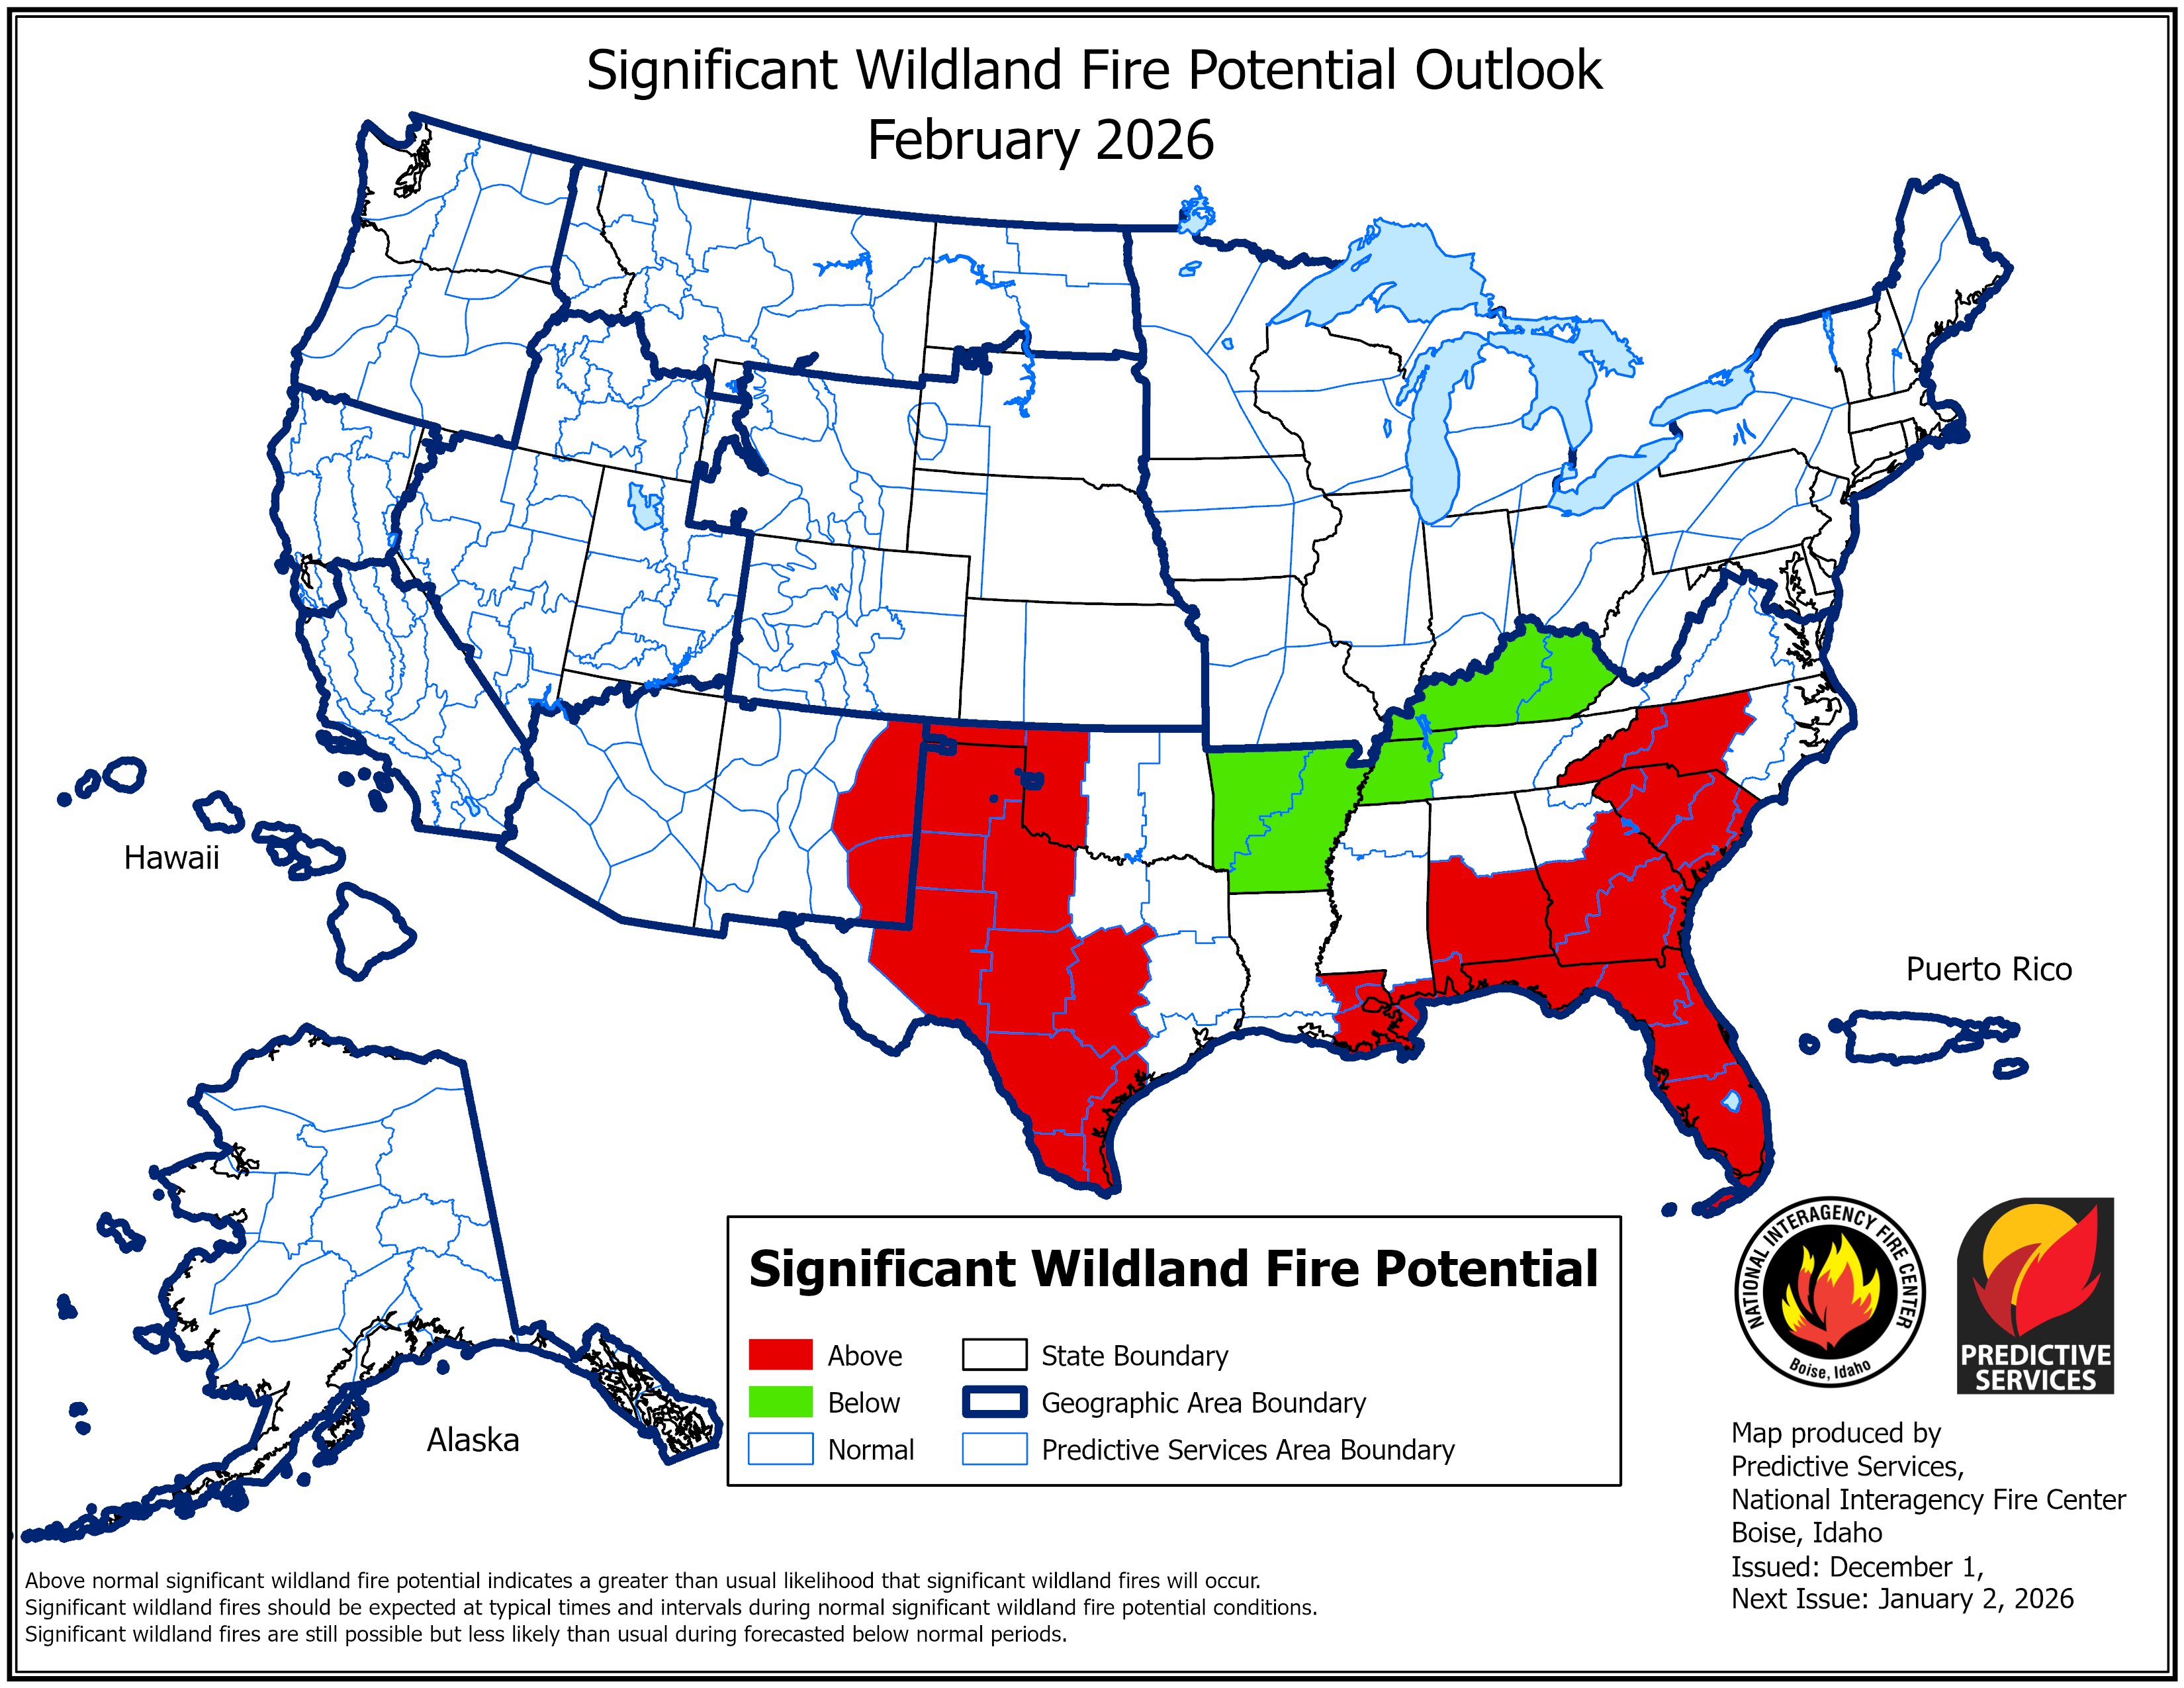 Significant Wildland Fire Potential Outlook
February 2026
Hawaii
Puerto Rico
Alaska
Significant Wildland Fire Potential
Above
Below
Normal
State Boundary
Geographic Area Boundary
Predictive Services Area Boundary
NATIONAL INTERAGENCY FIRE CENTER
Boise, Idaho
PREDICTIVE
SERVICES
Map produced by
Predictive Services,
National Interagency Fire Center
Boise, Idaho
Issued: December 1,
Next Issue: January 2, 2026
Above normal significant wildland fire potential indicates a greater than usual likelihood that significant wildland fires will occur.
Significant wildland fires should be expected at typical times and intervals during normal significant wildland fire potential conditions.
Significant wildland fires are still possible but less likely than usual during forecasted below normal periods.